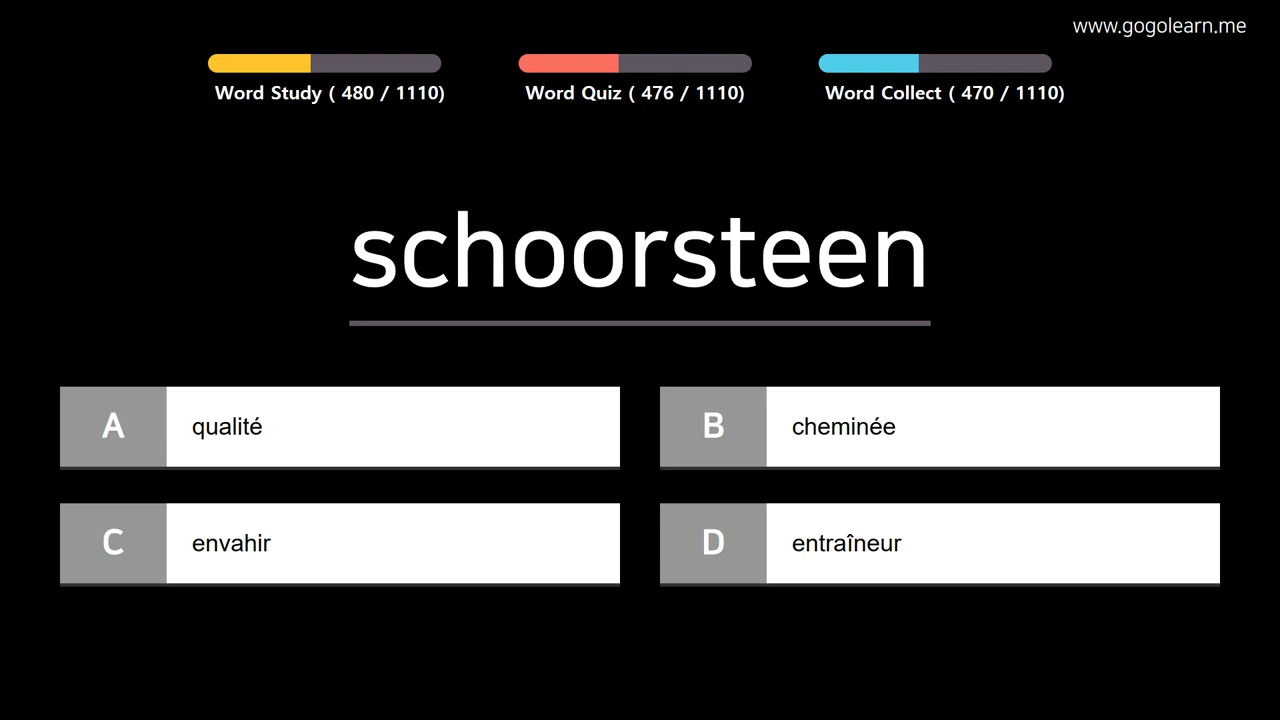 www.gogolearn.me
Word Study ( 480 / 1110)
Word Quiz ( 476 / 1110)
Word Collect ( 470 / 1110)
schoorsteen
A qualité
B cheminée
C envahir
D entraîneur